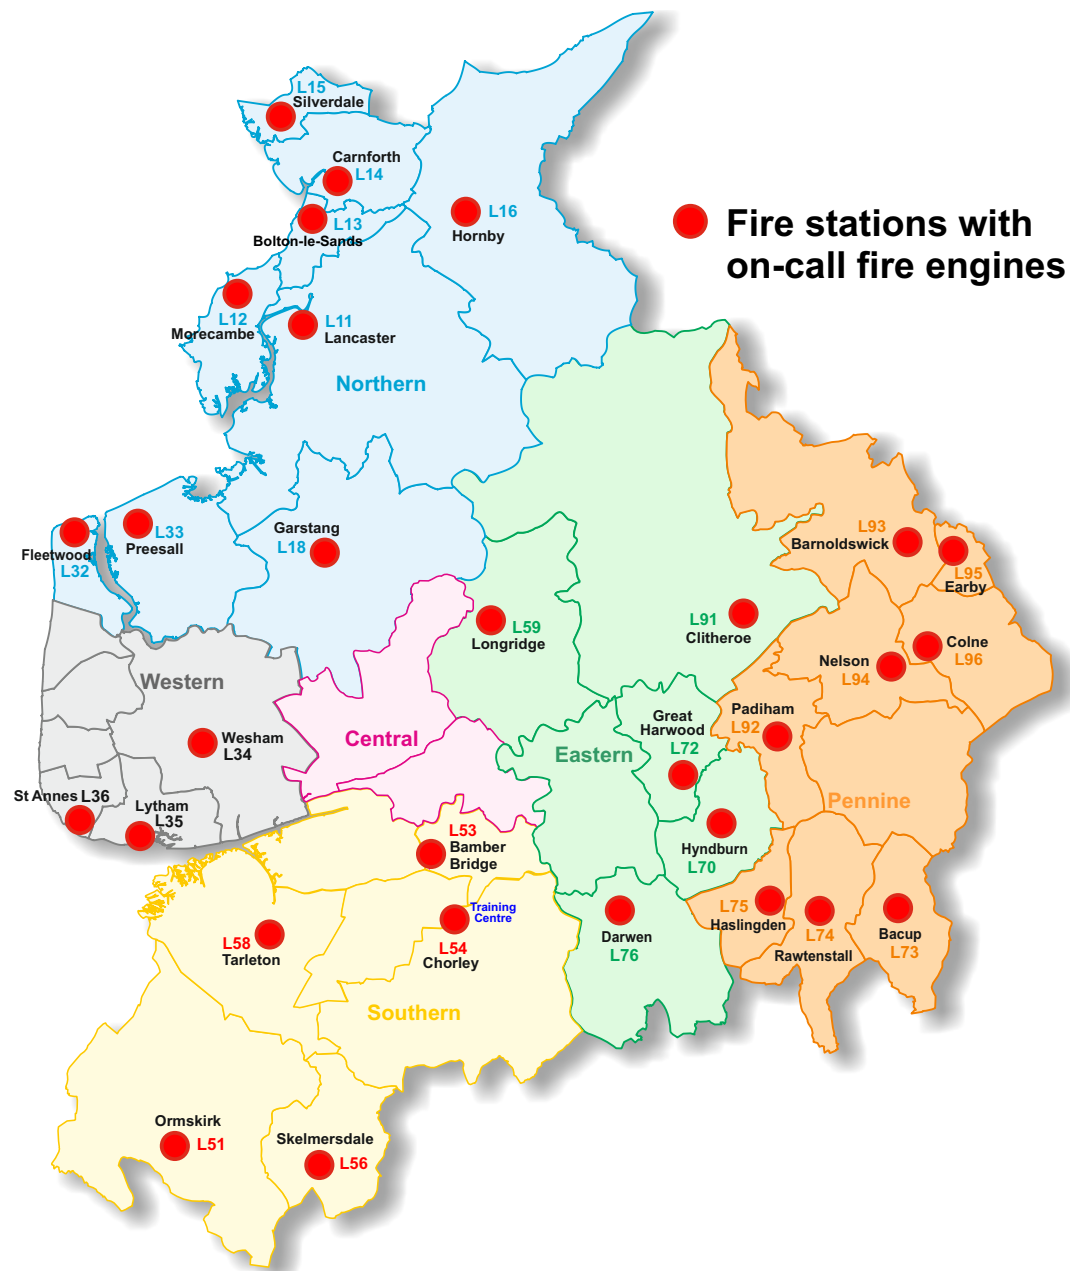 L15
Silverdale
Carnforth
L14
L13
Bolton-le-Sands
L16
Hornby
Fire stations with
on-call fire engines
L12
Morecambe
L11
Lancaster
Northern
Garstang
L18
L33
Preesall
Fleetwood
L32
L93
Barnoldswick
L95
Earby
L59
Longridge
L91
Clitheroe
Colne
L96
Nelson
L94
Western
Wesham
L34
Central
Eastern
Great
Harwood
L72
Padiham
L92
Pennine
St Annes L36
Lytham
L35
L53
Bamber
Bridge
Hyndburn
L70
Training
Centre
L54
Chorley
L58
Tarleton
Darwen
L76
L75
Haslingden
L74
Rawtenstall
Bacup
L73
Southern
Ormskirk
L51
Skelmersdale
L56